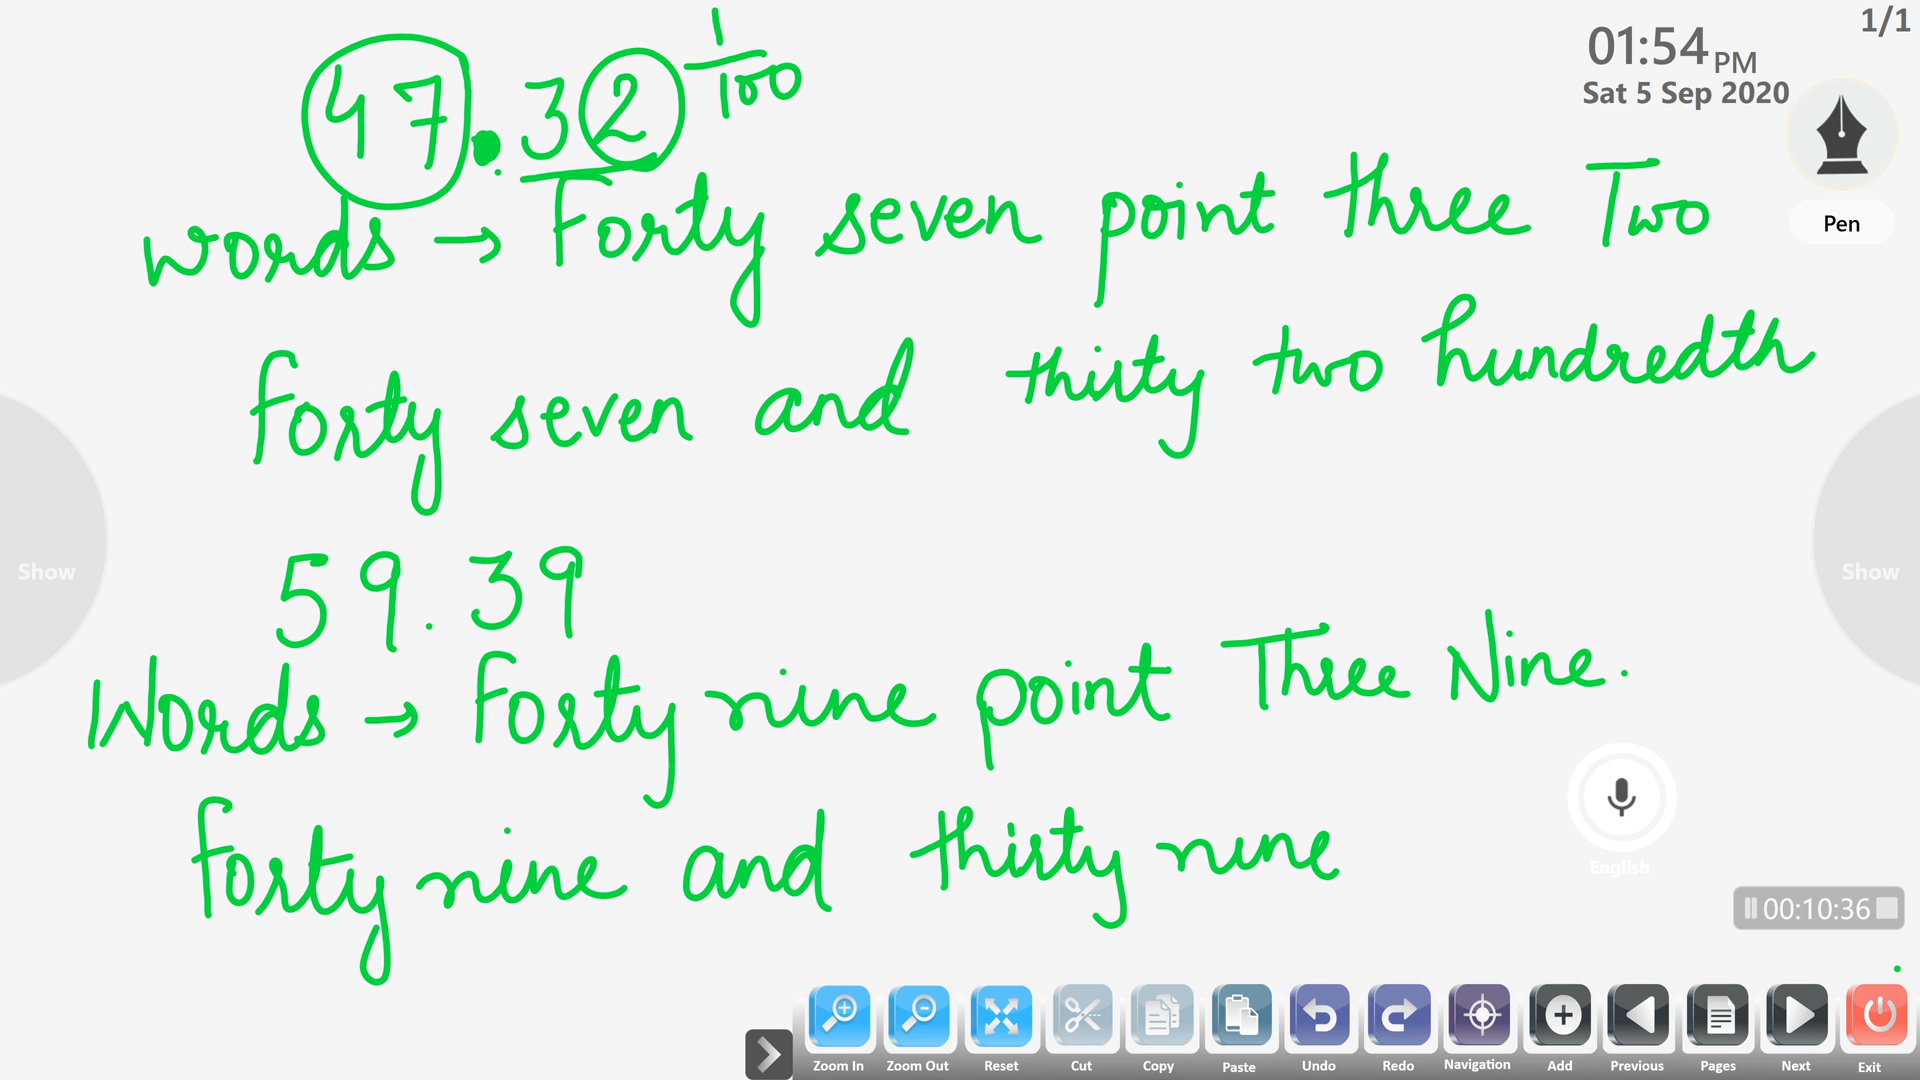 1/1
01:54 PM
Sat 5 Sep 2020
Pen
47.32 1/100
words → Forty seven point three Two
forty seven and thirty two hundredth
Show
Show
59.39
Words → Forty nine point Three Nine.
forty nine and thirty nine
English
00:10:36
Zoom In Zoom Out Reset Cut Copy Paste Undo Redo Navigation Add Previous Pages Next Exit